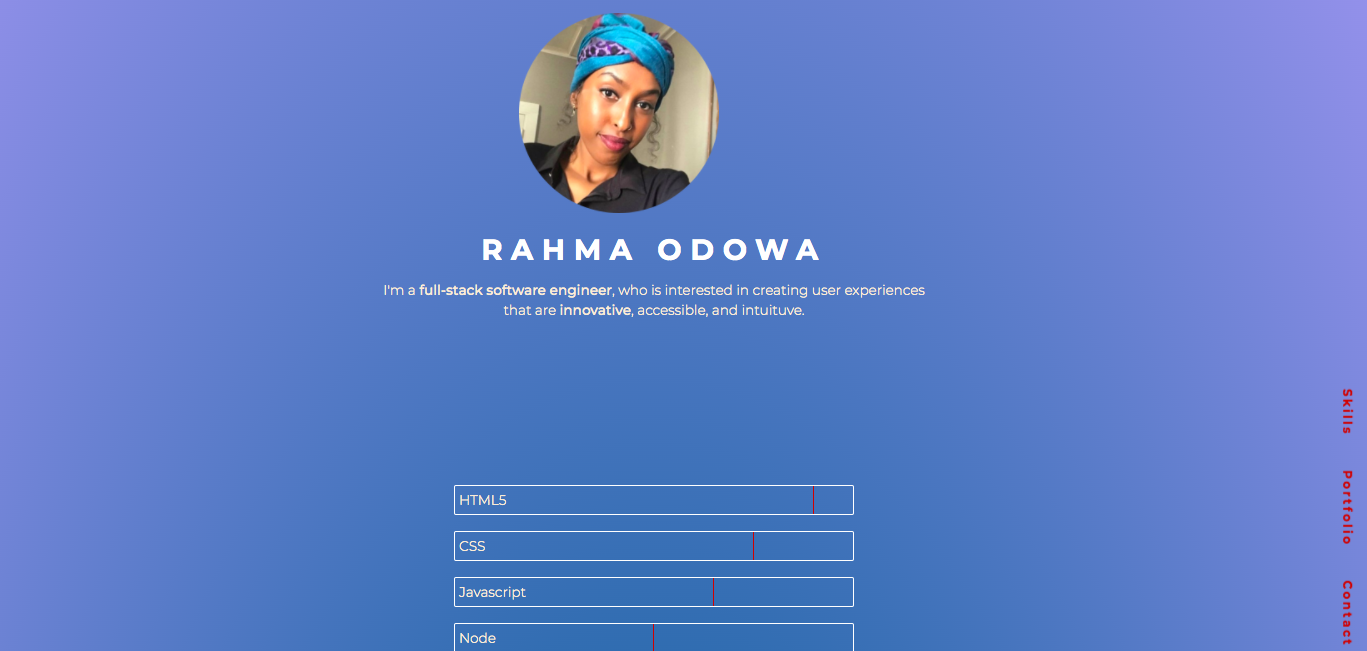 RAHMA ODOWA
I'm a full-stack software engineer, who is interested in creating user experiences
that are innovative, accessible, and intuituve.
Skills
Portfolio
Contact
HTML5
CSS
Javascript
Node